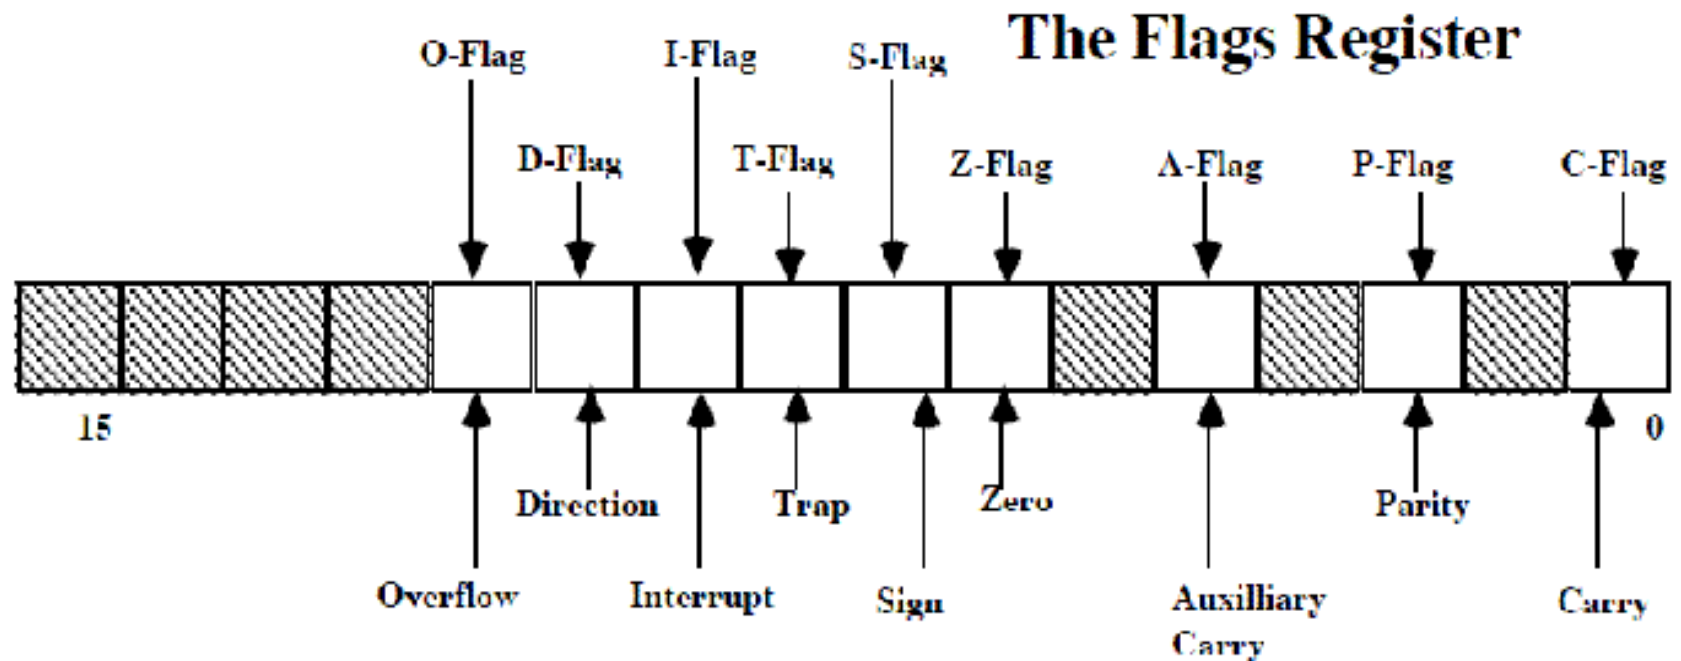 The Flags Register
O-Flag
I-Flag
S-Flag
D-Flag
T-Flag
Z-Flag
A-Flag
P-Flag
C-Flag
15
0
Direction
Trap
Zero
Parity
Overflow
Interrupt
Sign
Auxilliary
Carry
Carry